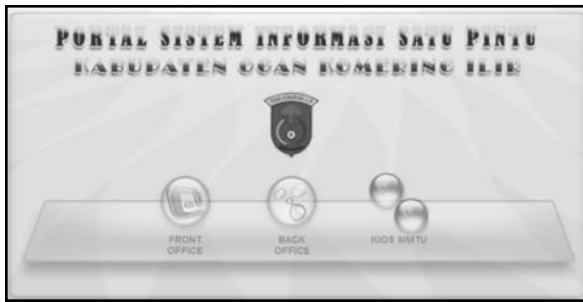 PORTAL SISTEM INFORMASI SATU PINTU
KABUPATEN OGAN KOMERING ILIR
FRONT
OFFICE
BACK
OFFICE
KIOS SIMTU